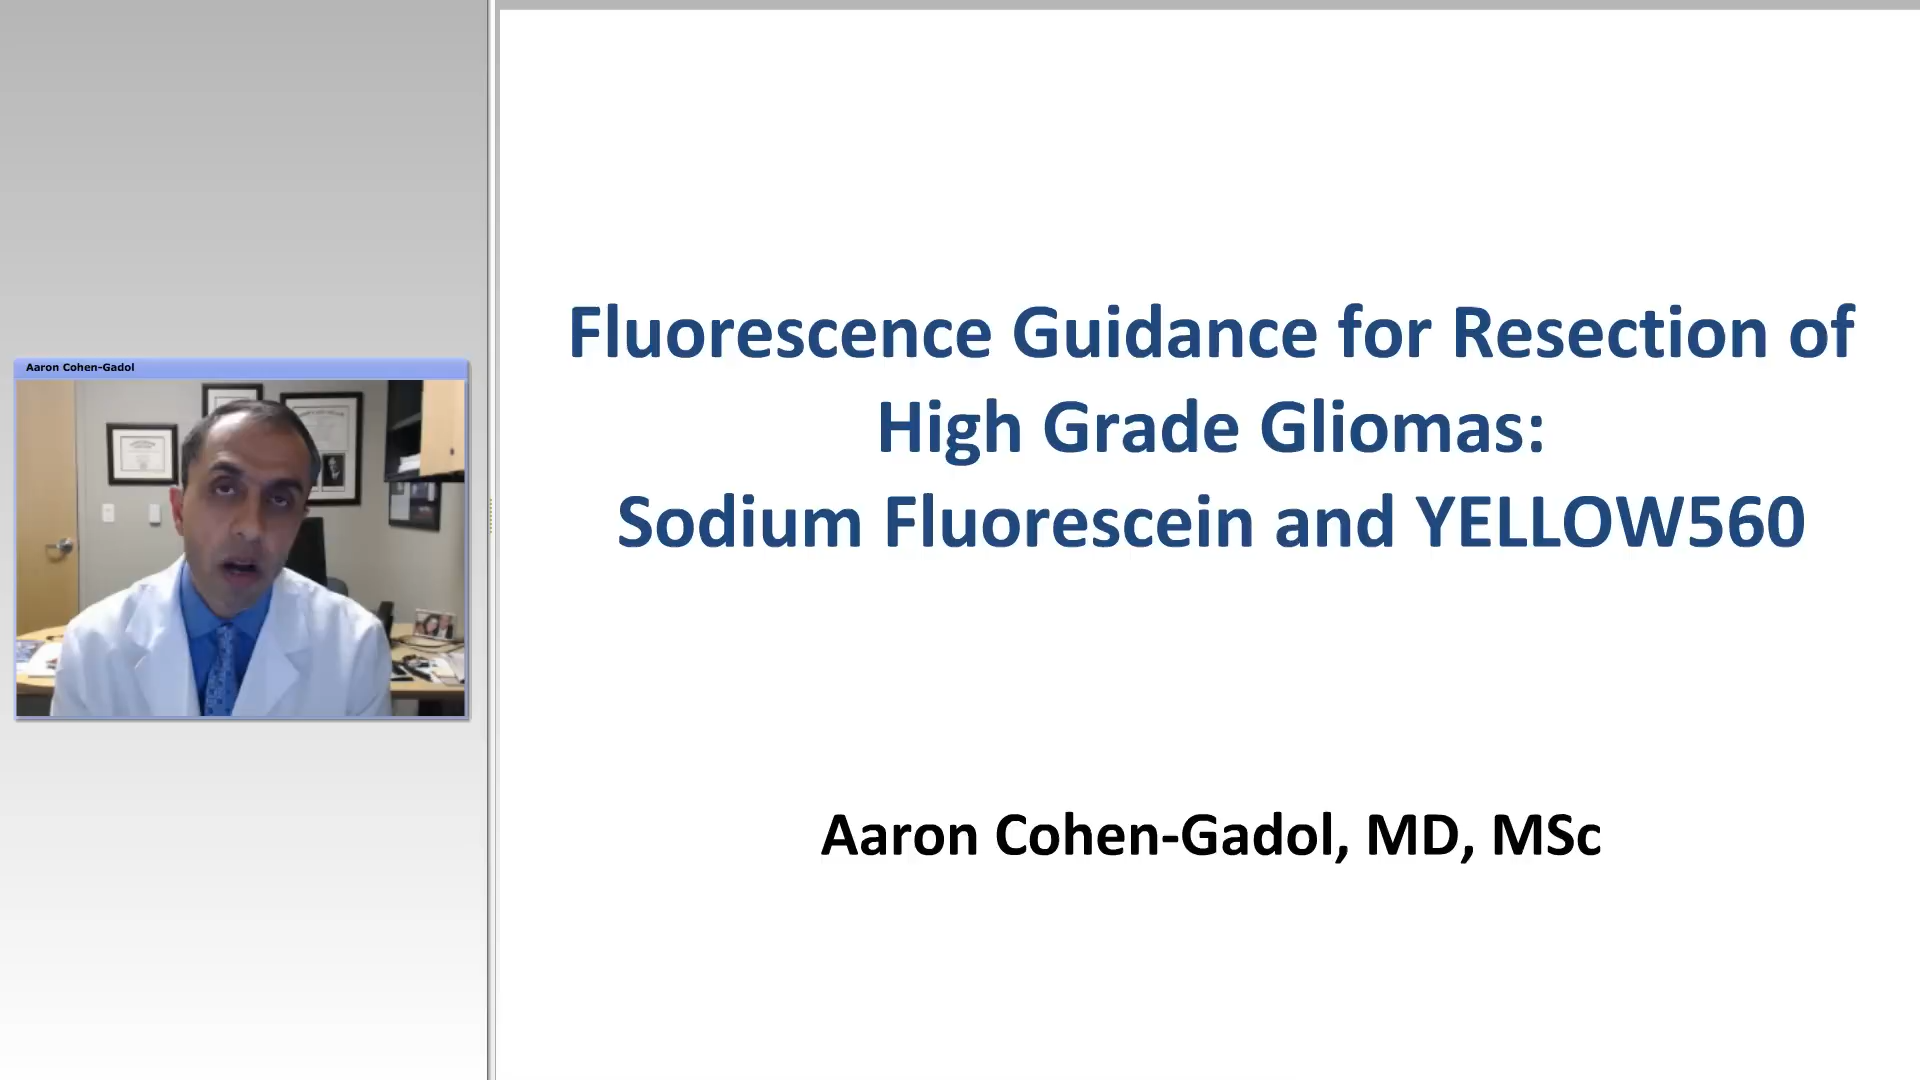 Aaron Cohen-Gadol
Fluorescence Guidance for Resection of
High Grade Gliomas:
Sodium Fluorescein and YELLOW560
Aaron Cohen-Gadol, MD, MSc